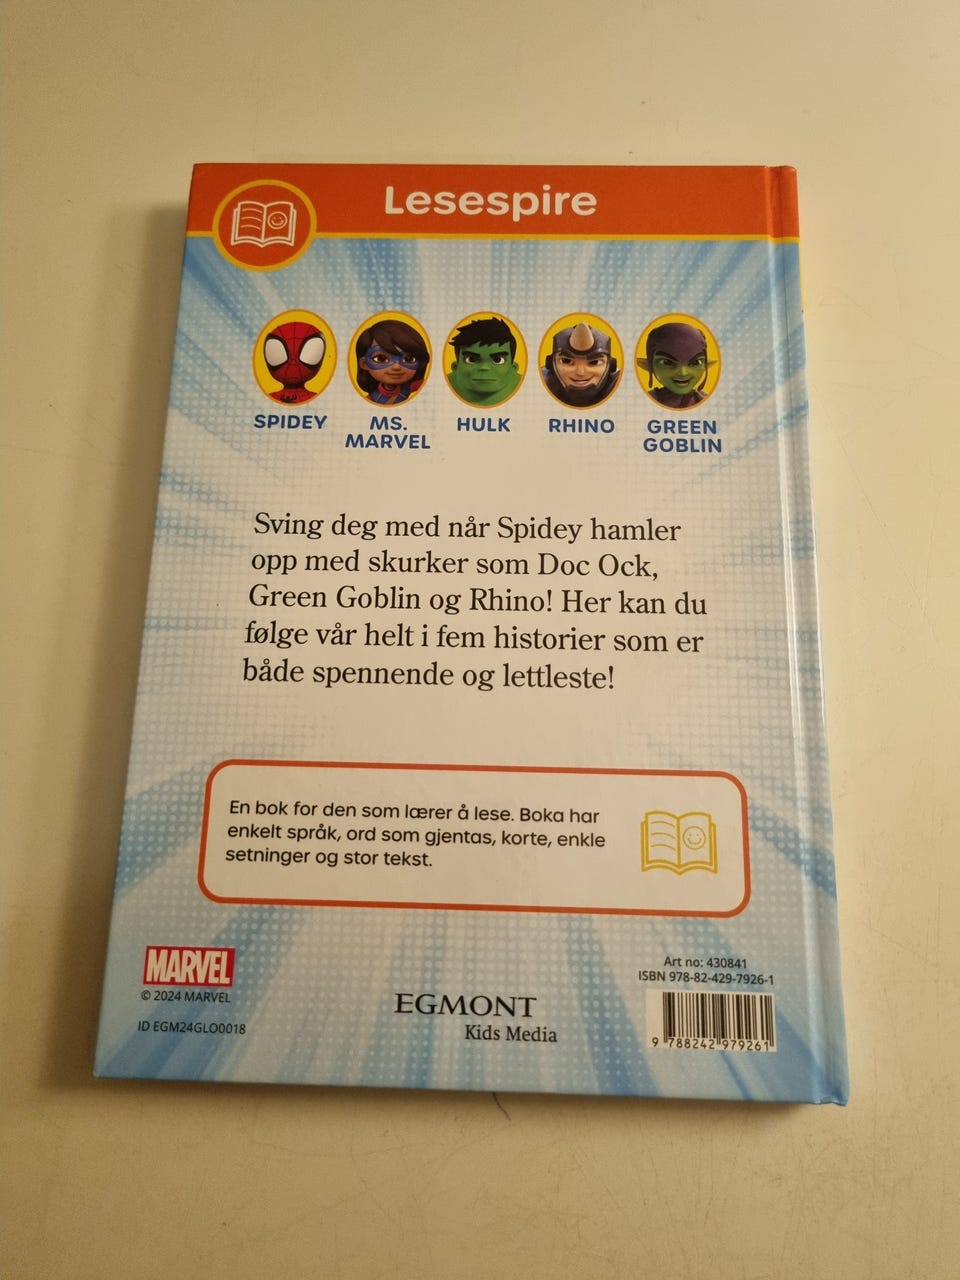 Lesespire
SPIDEY
MS.
MARVEL
HULK
RHINO
GREEN
GOBLIN
Sving deg med når Spidey hamler
opp med skurker som Doc Ock,
Green Goblin og Rhino! Her kan du
følge vår helt i fem historier som er
både spennende og lettleste!
En bok for den som lærer å lese. Boka har
enkelt språk, ord som gjentas, korte, enkle
setninger og stor tekst.
MARVEL
© 2024 MARVEL
ID EGM24GLO0018
EGMONT
Kids Media
Art no: 430841
ISBN 978-82-429-7926-1
9 788242 979261